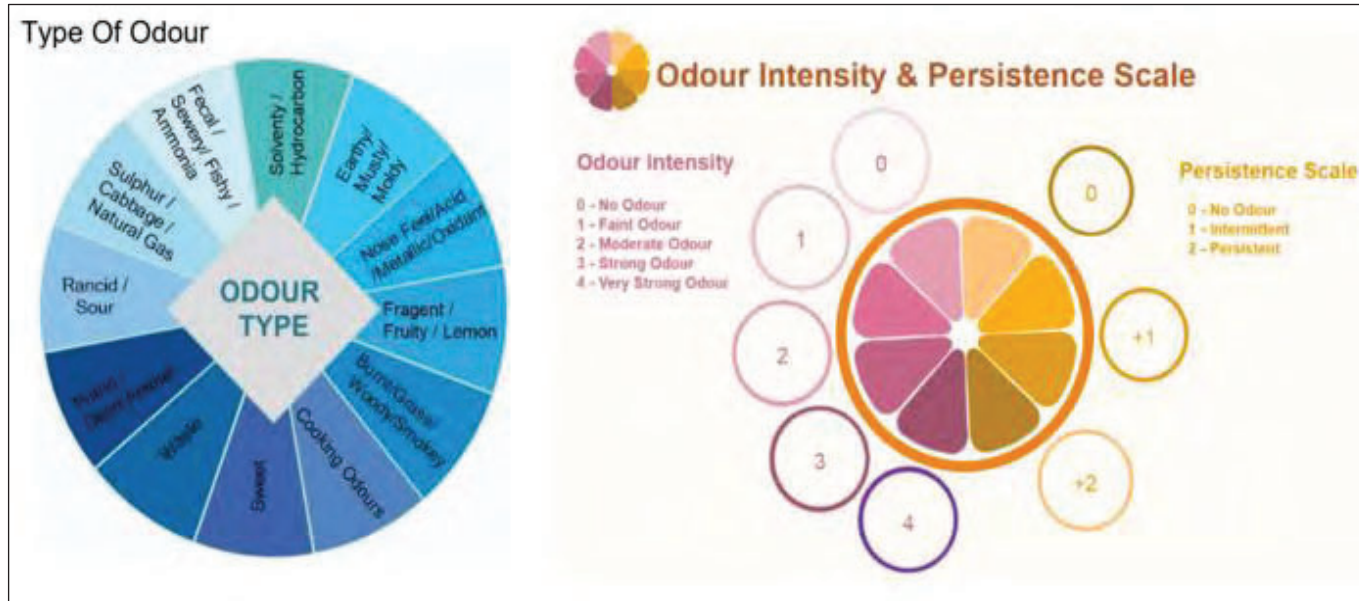 Type Of Odour
Solventy /
Hydrocarbon
Earthy/
Musty/
Moldy
Nose Feel/Acid
/Metallic/Oxidant
Fragent /
Fruity / Lemon
Burnt/Grass/
Woody/Smokey
Cooking Odours
Sweet
Putrid /
Rancid /
Sour
Sulphur /
Cabbage /
Natural Gas
Fecal /
Sewery/ Fishy /
Ammonia
ODOUR
TYPE
Odour Intensity & Persistence Scale
Odour Intensity
0 - No Odour
1 - Faint Odour
2 - Moderate Odour
3 - Strong Odour
4 - Very Strong Odour
0
1
2
3
4
Persistence Scale
0 - No Odour
1 - Intermittent
2 - Persistent
0
+1
+2